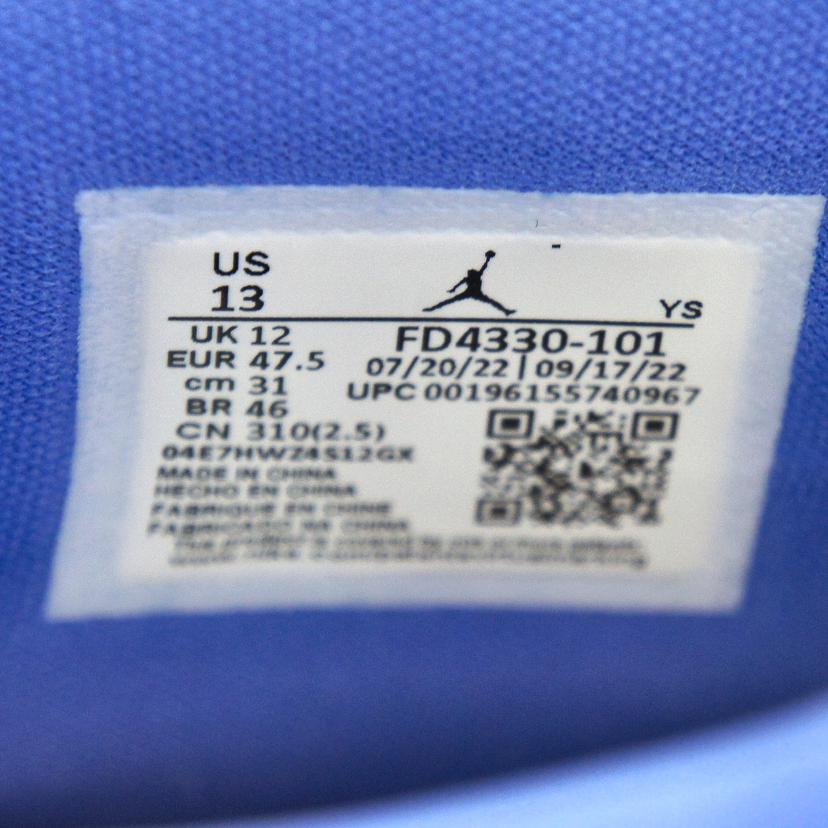 US
13
YS
UK 12
EUR 47.5
cm 31
BR 46
CN 310(2.5)
FD4330-101
07/20/22 | 09/17/22
UPC 00196155740967
04E7HWZ4S12GX
MADE IN CHINA
HECHO EN CHINA
FABRIQUE EN CHINE
FABRICADO NA CHINA